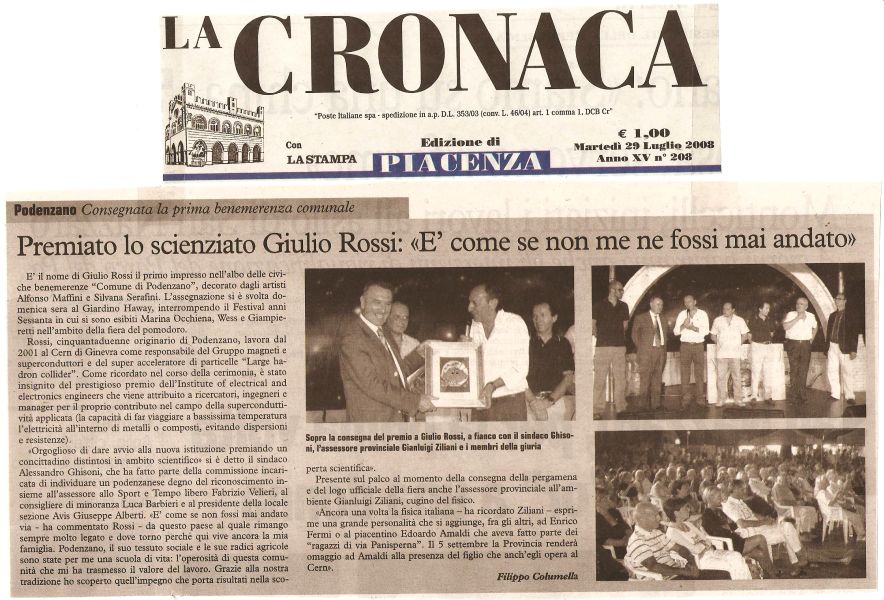 LA CRONACA
"Poste Italiane spa - spedizione in a.p. D.L. 353/03 (conv. L. 46/04) art. 1 comma 1. DCB Cr"
Con
LA STAMPA
Edizione di
PIACENZA
€ 1,00
Martedì 29 Luglio 2008
Anno XV n° 208
Podenzano Consegnata la prima benemerenza comunale
Premiato lo scienziato Giulio Rossi: «E' come se non me ne fossi mai andato»
E' il nome di Giulio Rossi il primo impresso nell'albo delle civi-
che benemerenze "Comune di Podenzano", decorato dagli artisti
Alfonso Maffini e Silvana Serafini. L'assegnazione si è svolta do-
menica sera al Giardino Haway, interrompendo il Festival anni
Sessanta in cui si sono esibiti Marina Occhiena, Wess e Giampie-
retti nell'ambito della fiera del pomodoro.
Rossi, cinquantaduenne originario di Podenzano, lavora dal
2001 al Cern di Ginevra come responsabile del Gruppo magneti e
superconduttori e del super acceleratore di particelle "Large ha-
dron collider". Come ricordato nel corso della cerimonia, è stato
insignito del prestigioso premio dell'Institute of electrical and
electronics engineers che viene attribuito a ricercatori, ingegneri e
manager per il proprio contributo nel campo della superconduti-
vità applicata (la capacità di far viaggiare a bassissima temperatura
l'elettricità all'interno di metalli o composti, evitando dispersioni
e resistenze).
«Orgoglioso di dare avvio alla nuova istituzione premiando un
concittadino distintosi in ambito scientifico» si è detto il sindaco
Alessandro Ghisoni, che ha fatto parte della commissione incarica-
ta di individuare un podenzanese degno del riconoscimento in-
sieme all'assessore allo Sport e Tempo libero Fabrizio Velieri, al
consigliere di minoranza Luca Barbieri e al presidente della locale
sezione Avis Giuseppe Alberti. «E' come se non fossi mai andato
via - ha commentato Rossi - da questo paese al quale rimango
sempre molto legato e dove torno perché qui vive ancora la mia
famiglia. Podenzano, il suo tessuto sociale e le sue radici agricole
sono state per me una scuola di vita: l'operosità di questa comu-
nità che mi ha trasmesso il valore del lavoro. Grazie alla nostra
tradizione ho scoperto quell'impegno che porta risultati nella sco-
Sopra la consegna del premio a Giulio Rossi, a fianco con il sindaco Ghiso-
ni, l'assessore provinciale Gianluigi Ziliani e i membri della giuria
perta scientifica».
Presente sul palco al momento della consegna della pergamena
e del logo ufficiale della fiera anche l'assessore provinciale all'am-
biente Gianluigi Ziliani, cugino del fisico.
«Ancora una volta la fisica italiana - ha ricordato Ziliani - espri-
me una grande personalità che si aggiunge, fra gli altri, ad Enrico
Fermi o al piacentino Edoardo Amaldi che aveva fatto parte dei
"ragazzi di via Panisperna". Il 5 settembre la Provincia renderà
omaggio ad Amaldi alla presenza del figlio che anch'egli opera al
Cern».
Filippo Columella